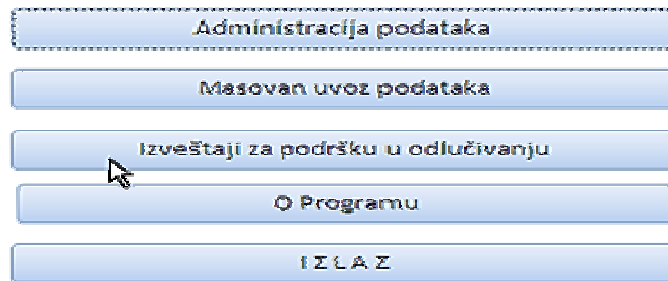 Administracija podataka
Masovan uvoz podataka
Izveštaji za podršku u odlučivanju
O Programu
I Z L A Z